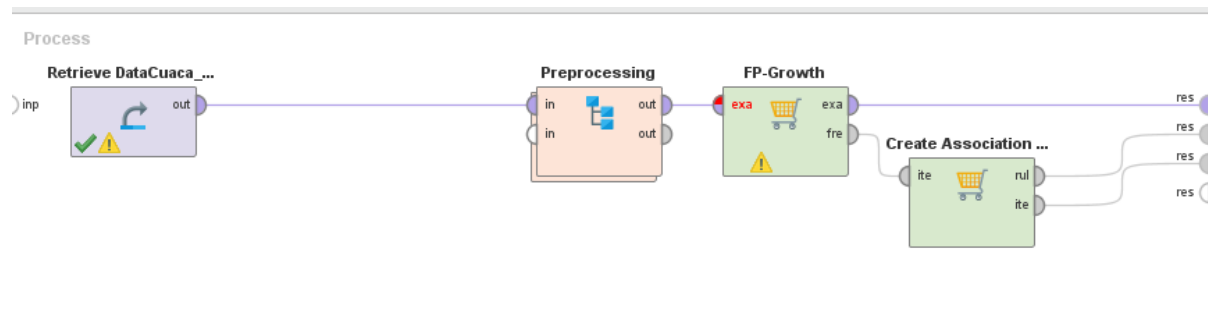 Process
Retrieve DataCuaca_...
Preprocessing
FP-Growth
inp
out
in
out
exa
exa
res
in
out
fre
res
Create Association ...
ite
rul
res
ite
res